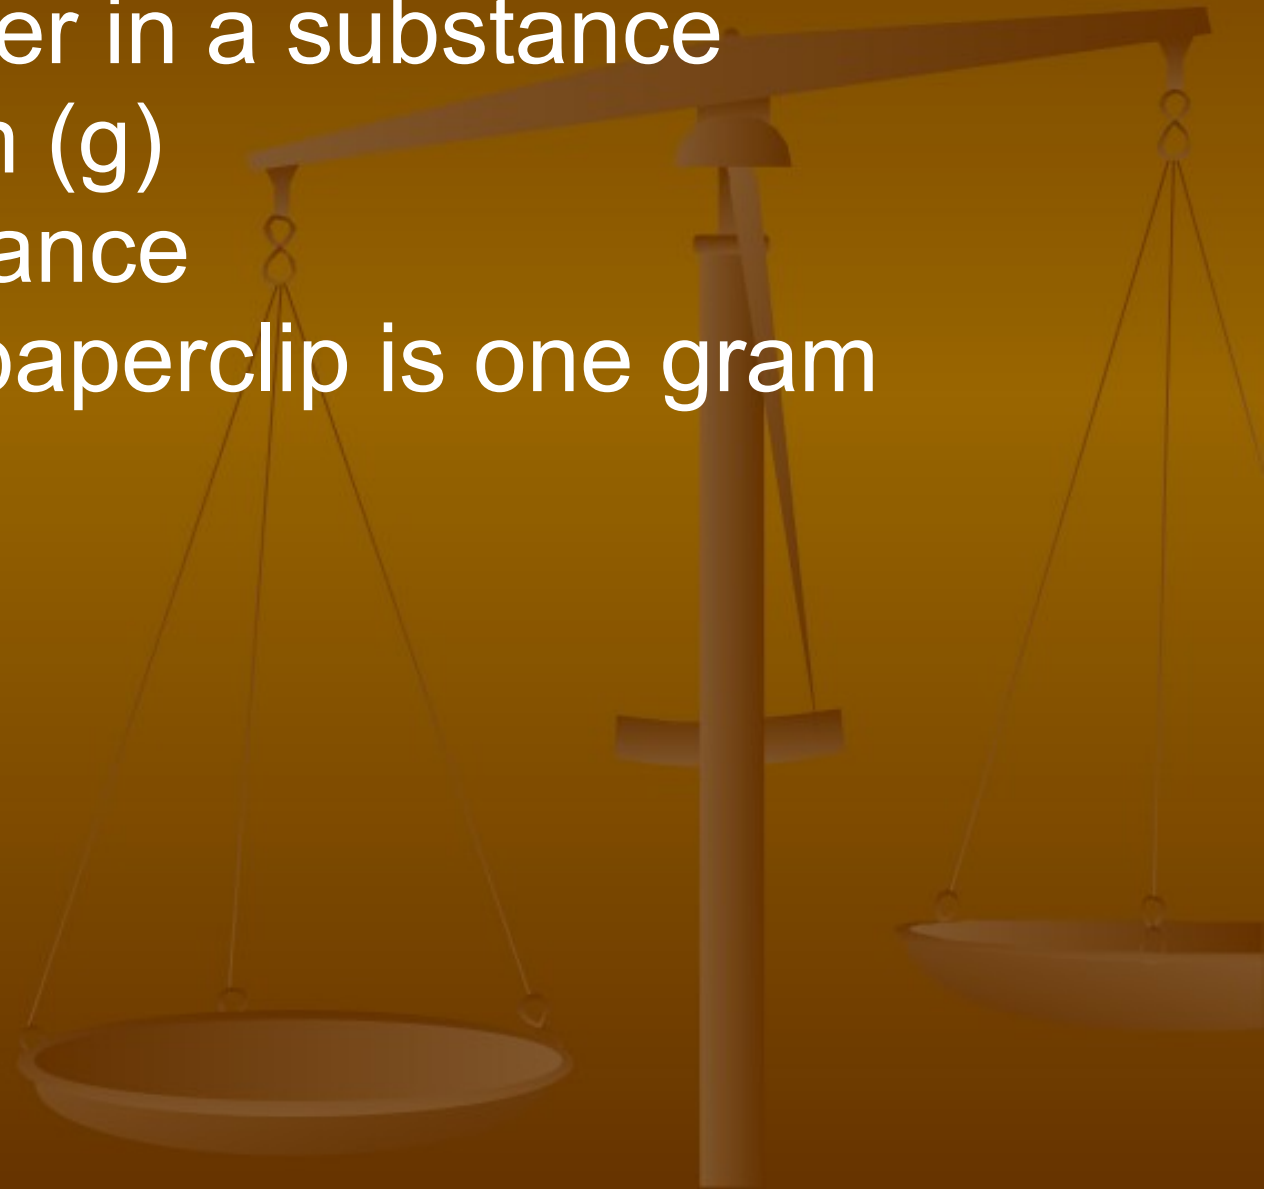 er in a substance
(g)
ance
paperclip is one gram